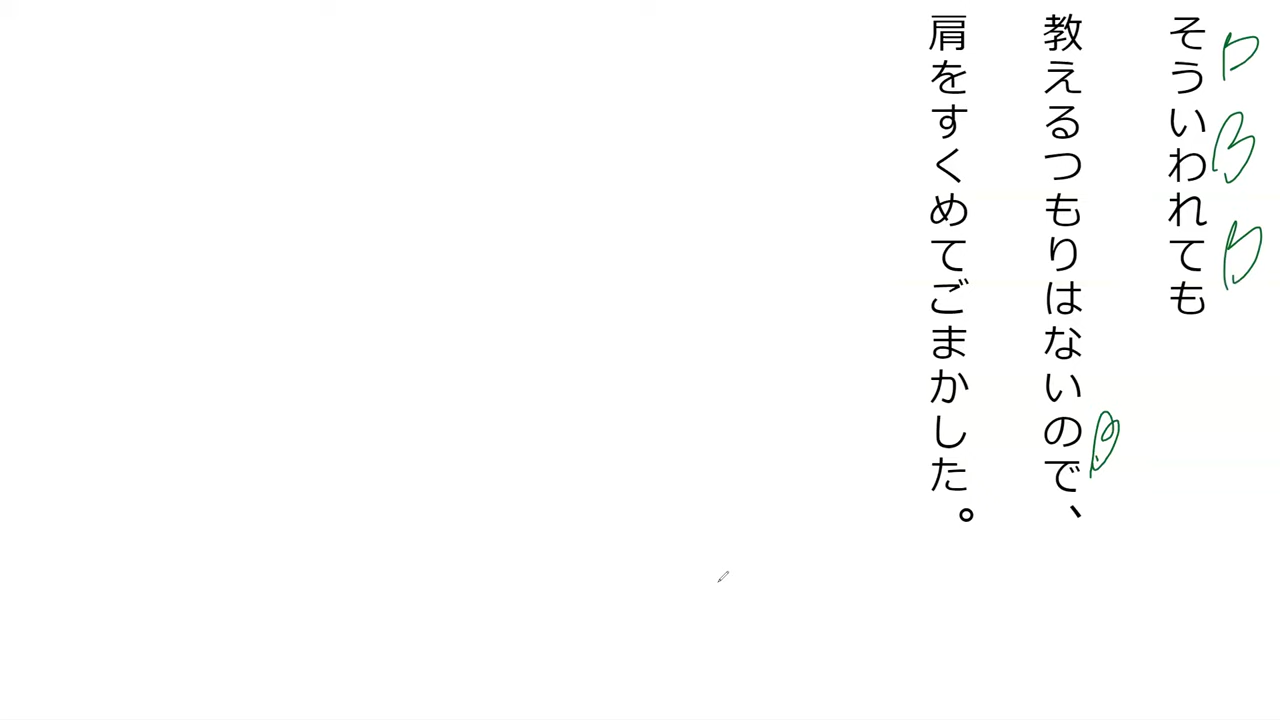 そういわれても
教えるつもりはないので、
肩をすくめてごまかした。